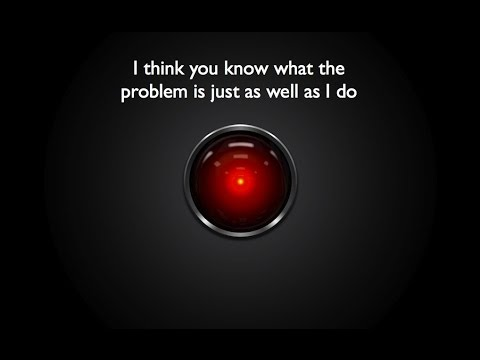 I think you know what the
problem is just as well as I do